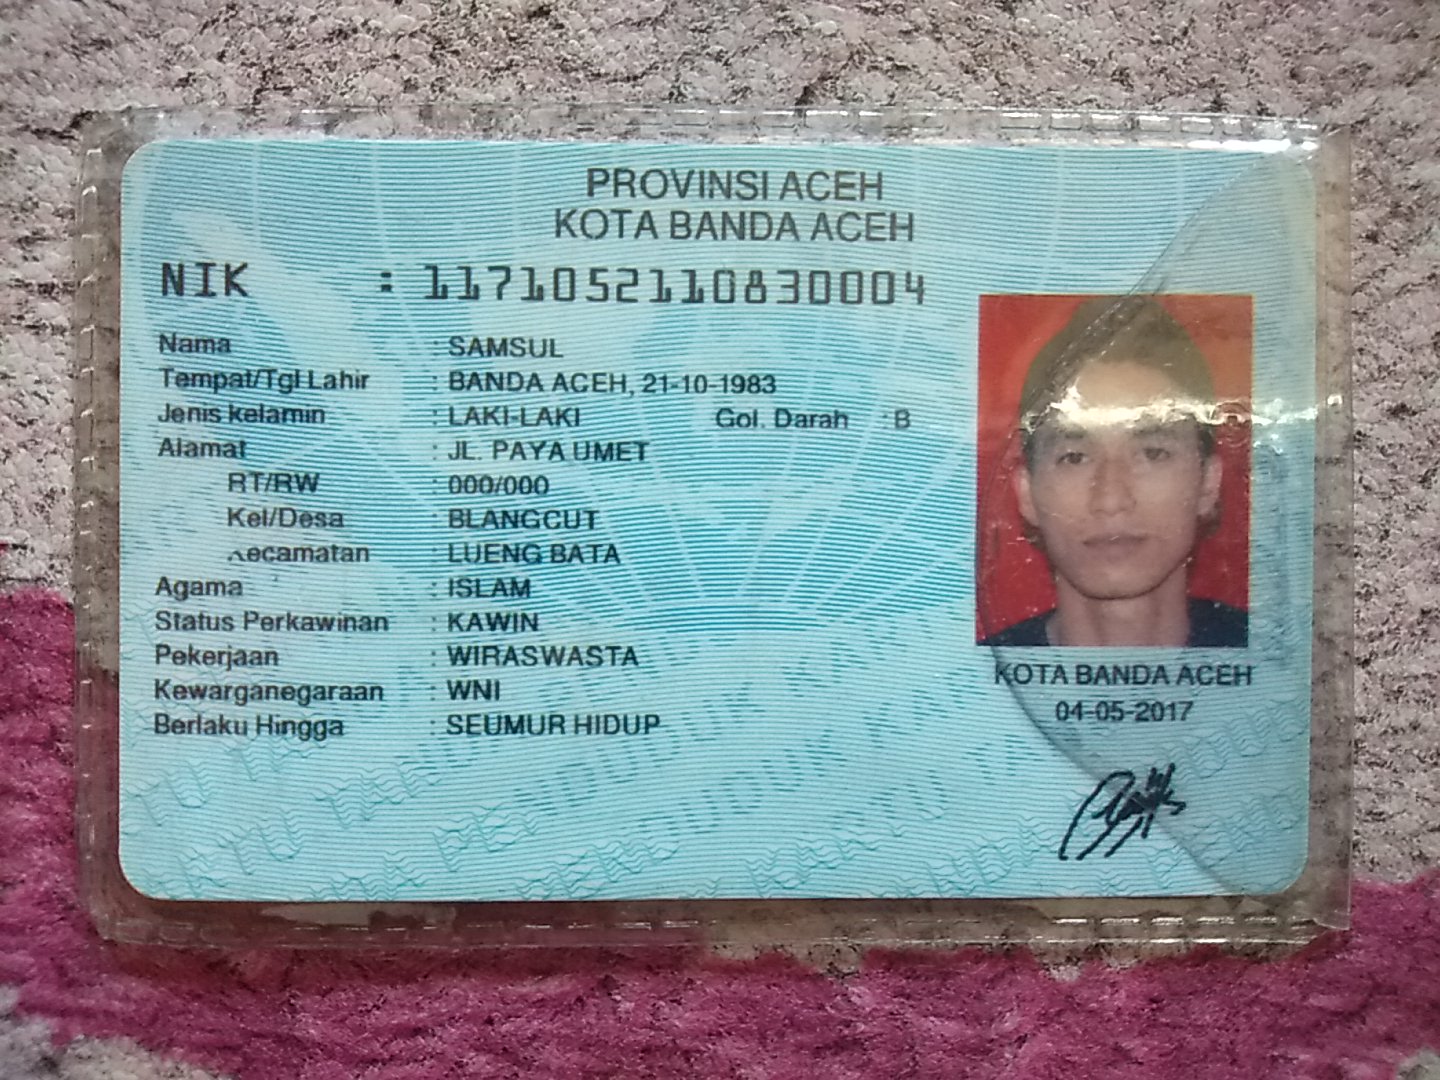 PROVINSI ACEH
KOTA BANDA ACEH
NIK : 1171052110830004
Nama : SAMSUL
Tempat/Tgl Lahir : BANDA ACEH, 21-10-1983
Jenis kelamin : LAKI-LAKI Gol. Darah : B
Alamat : JL. PAYA UMET
RT/RW : 000/000
Kel/Desa : BLANGCUT
Kecamatan : LUENG BATA
Agama : ISLAM
Status Perkawinan : KAWIN
Pekerjaan : WIRASWASTA
Kewarganegaraan : WNI
Berlaku Hingga : SEUMUR HIDUP
KOTA BANDA ACEH
04-05-2017